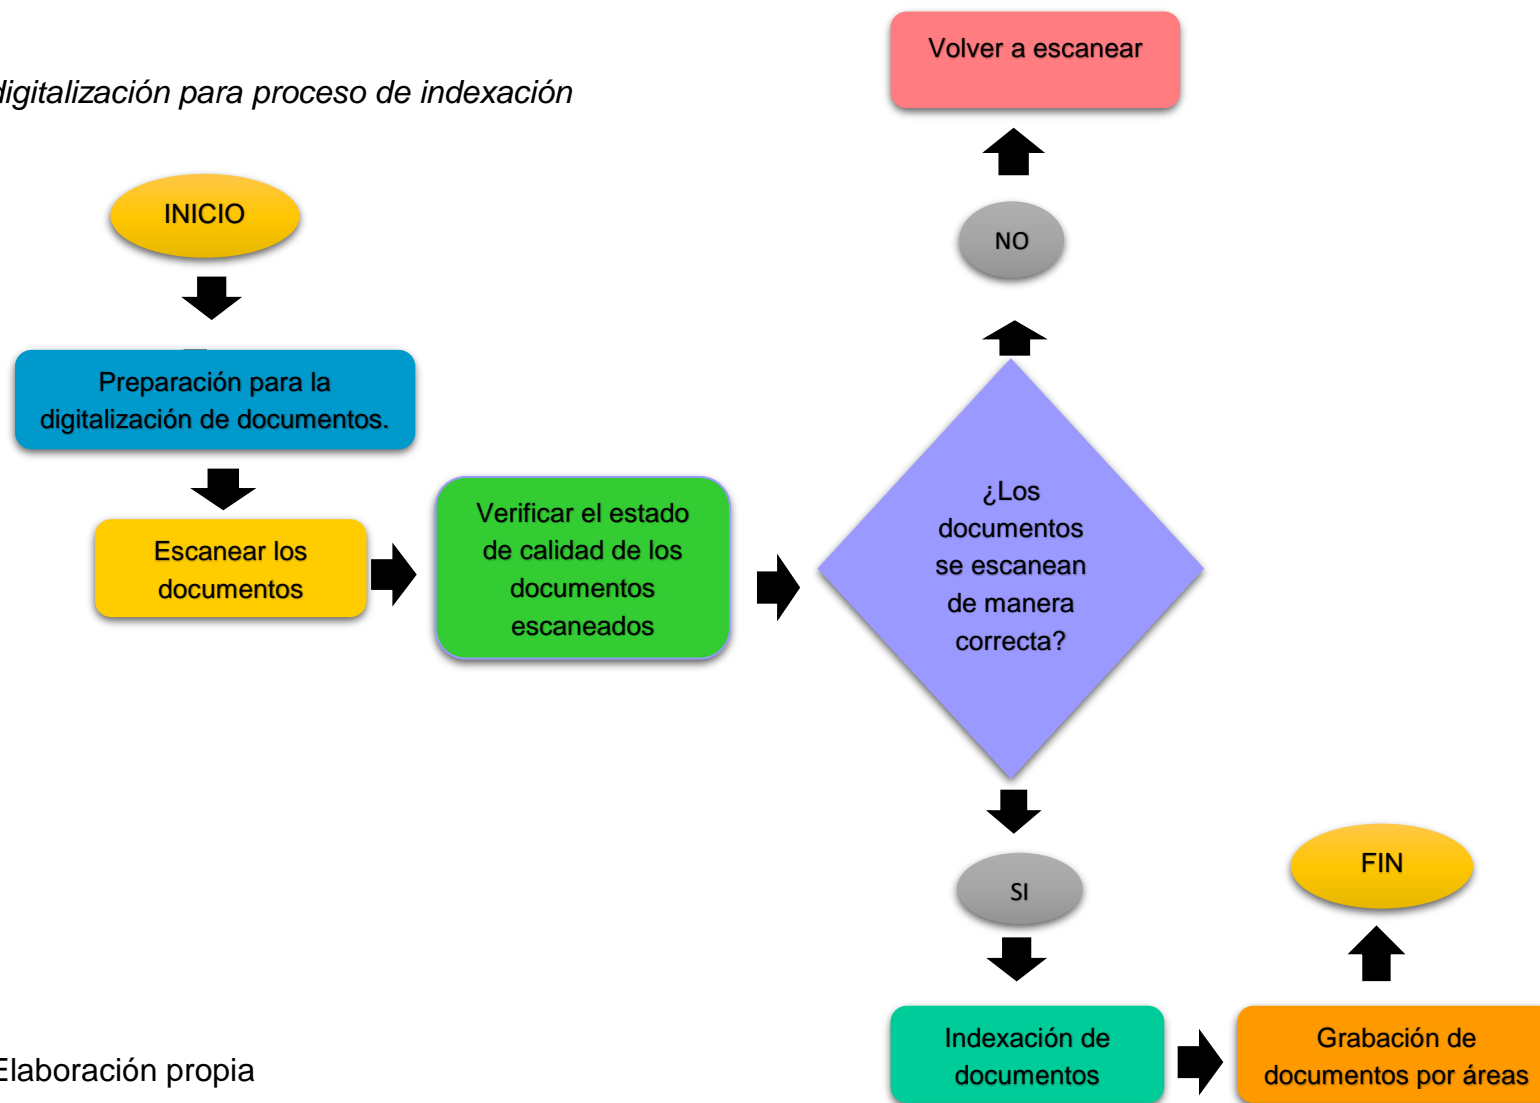 digitalización para proceso de indexación
INICIO
Preparación para la
digitalización de documentos.
Escanear los
documentos
Verificar el estado
de calidad de los
documentos
escaneados
¿Los
documentos
se escanean
de manera
correcta?
NO
Volver a escanear
SI
Indexación de
documentos
Grabación de
documentos por áreas
FIN
Elaboración propia